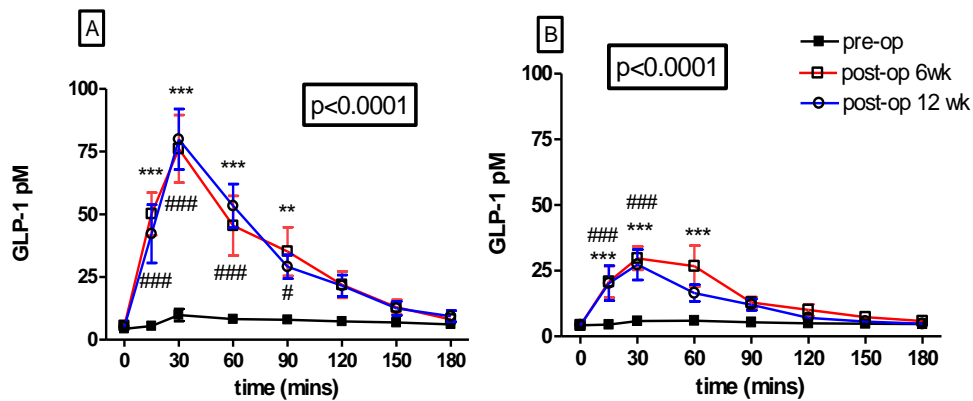 A
B
pre-op
post-op 6wk
post-op 12 wk
p<0.0001
p<0.0001
100
75
50
25
0
GLP-1 pM
***
***
###
###
***
###
**
#
0 30 60 90 120 150 180
time (mins)
100
75
50
25
0
GLP-1 pM
###
***
###
***
***
0 30 60 90 120 150 180
time (mins)